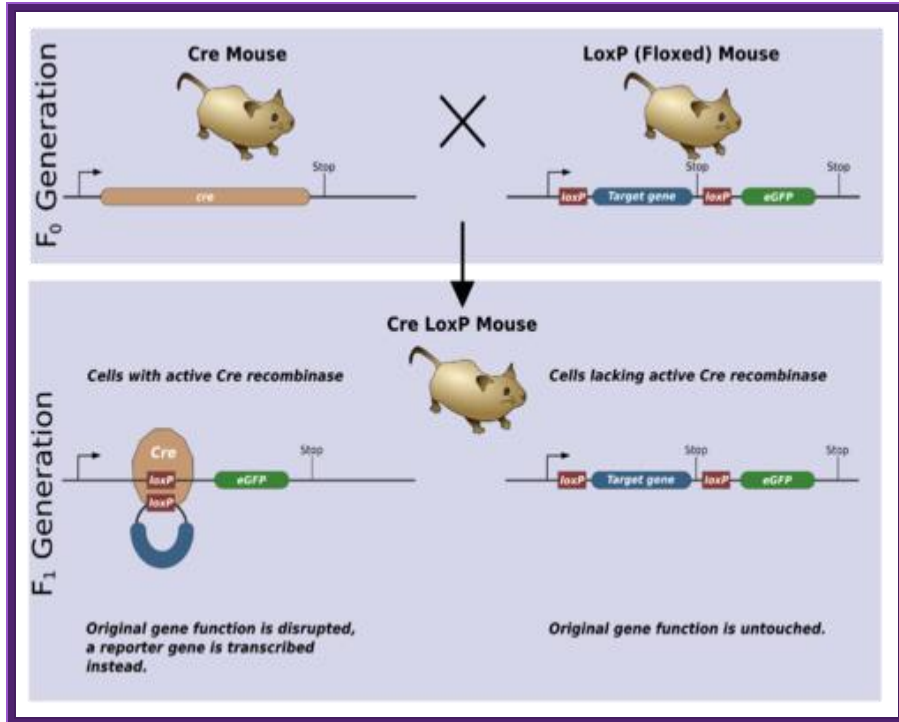 F0 Generation
Cre Mouse
LoxP (Floxed) Mouse
Stop
cre
Stop
Stop
loxP
Target gene
loxP
eGFP
F1 Generation
Cre LoxP Mouse
Cells with active Cre recombinase
Cells lacking active Cre recombinase
Cre
loxP
loxP
eGFP
Stop
Stop
Stop
loxP
Target gene
loxP
eGFP
Original gene function is disrupted,
a reporter gene is transcribed
instead.
Original gene function is untouched.